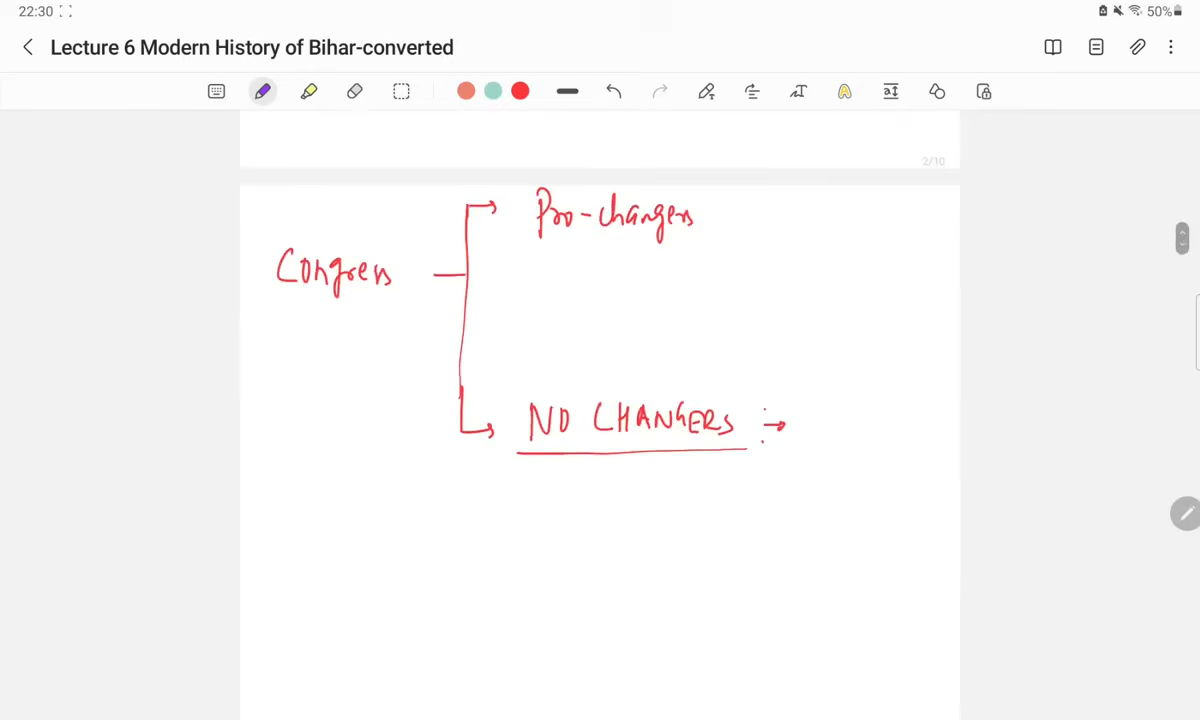 22:30
50%
Lecture 6 Modern History of Bihar-converted
2/10
Pro-changers
Congress
NO CHANGERS